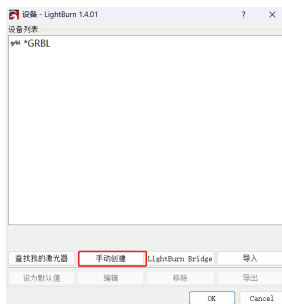 设备 - LightBurn 1.4.01
设备列表
grbl *GRBL
查找我的激光器 手动创建 LightBurn Bridge 导入
设为默认值 编辑 移除 导出
OK Cancel